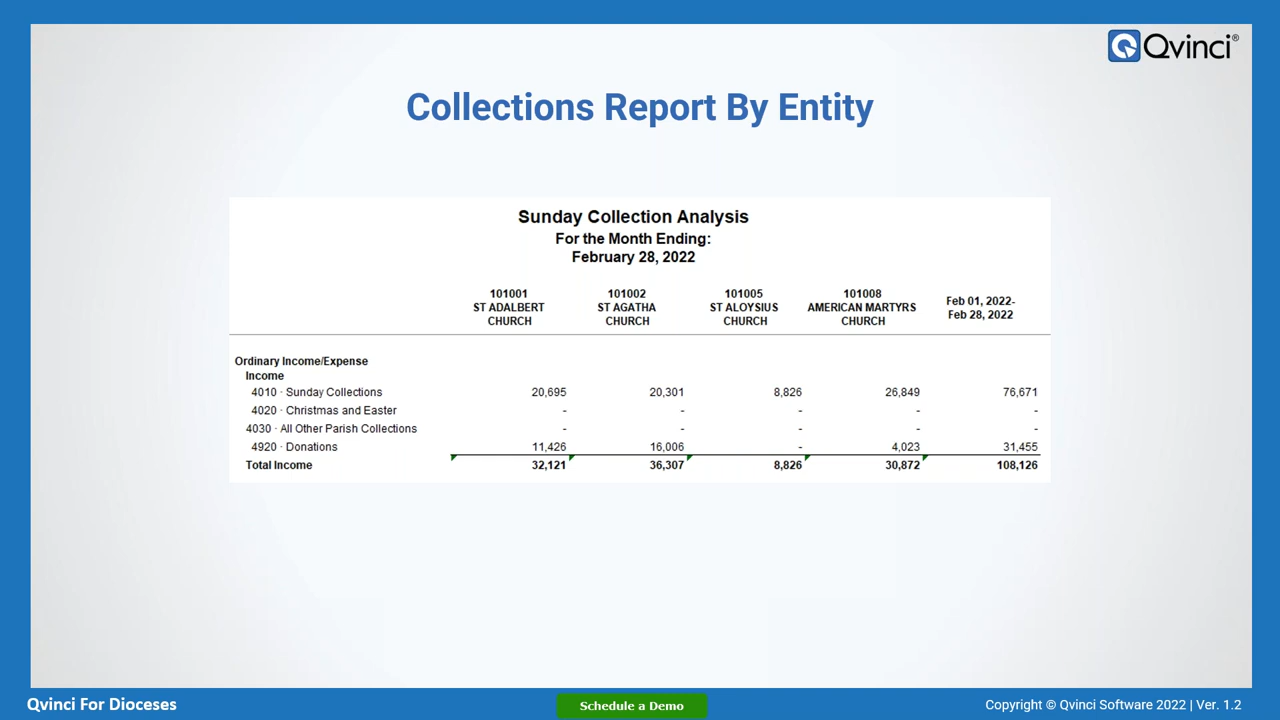 Qvinci®
Collections Report By Entity
Sunday Collection Analysis
For the Month Ending:
February 28, 2022
101001 101002 101005 101008
ST ADALBERT ST AGATHA ST ALOYSIUS AMERICAN MARTYRS Feb 01, 2022-
CHURCH CHURCH CHURCH CHURCH Feb 28, 2022
Ordinary Income/Expense
Income
4010 · Sunday Collections 20,695 20,301 8,826 26,849 76,671
4020 · Christmas and Easter - - - - -
4030 · All Other Parish Collections - - - - -
4920 · Donations 11,426 16,006 - 4,023 31,455
Total Income 32,121 36,307 8,826 30,872 108,126
Qvinci For Dioceses Schedule a Demo Copyright © Qvinci Software 2022 | Ver. 1.2